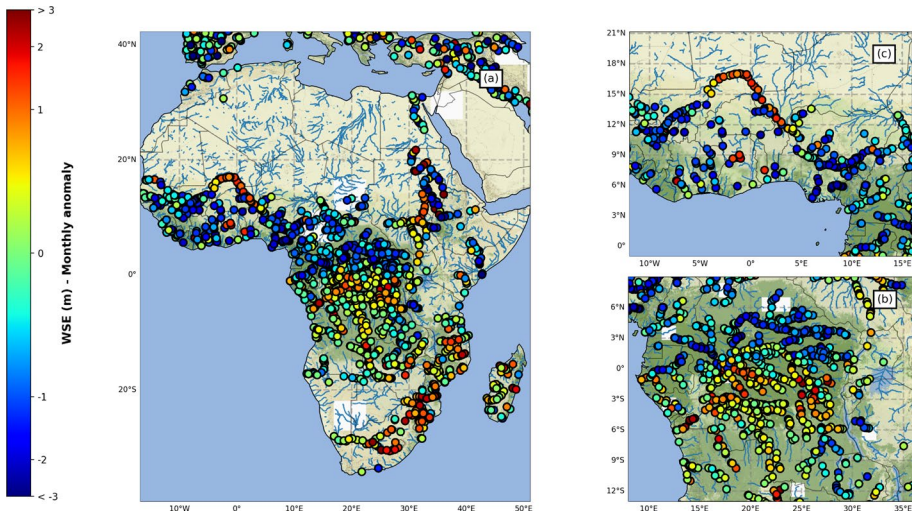 WSE (m) - Monthly anomaly
> 3
3
2
1
0
-1
-2
< -3
(a)
40°N
20°N
0°
20°S
10°W
0°
10°E
20°E
30°E
40°E
50°E
(c)
21°N
18°N
15°N
12°N
9°N
6°N
3°N
0°
10°W
5°W
0°
5°E
10°E
15°E
(b)
6°N
3°N
0°
3°S
6°S
9°S
12°S
10°E
15°E
20°E
25°E
30°E
35°E